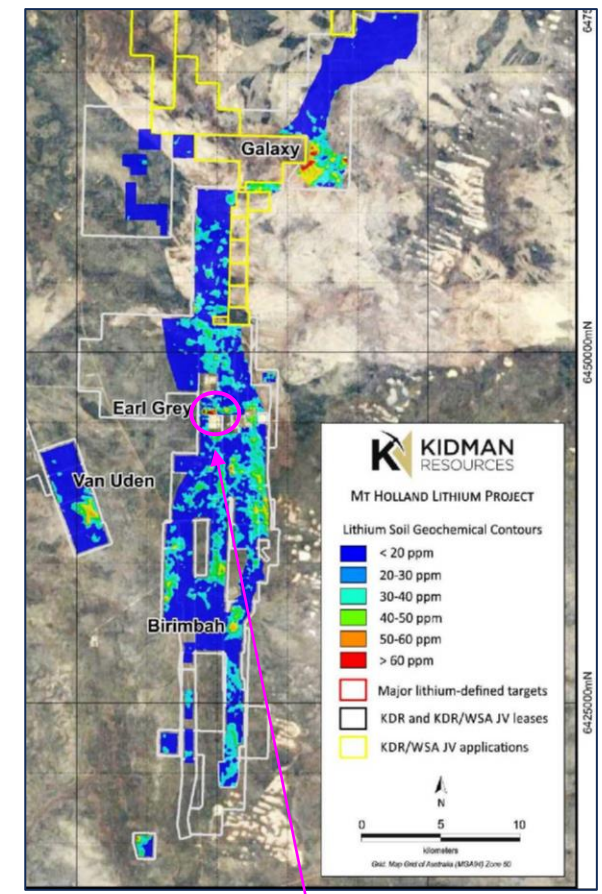 6475
Galaxy
6450000mN
Earl Grey
Van Uden
KIDMAN
RESOURCES
MT HOLLAND LITHIUM PROJECT
Lithium Soil Geochemical Contours
< 20 ppm
20-30 ppm
30-40 ppm
40-50 ppm
50-60 ppm
> 60 ppm
Major lithium-defined targets
KDR and KDR/WSA JV leases
KDR/WSA JV applications
Birimbah
6425000mN
N
0 5 10
kilometers
Grid: Map Grid of Australia (MGA94) Zone 50